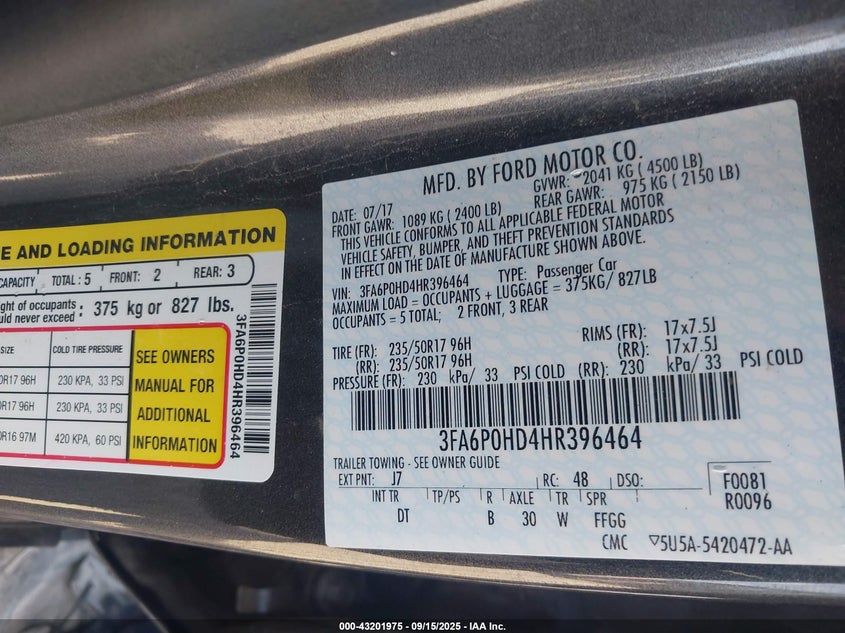 E AND LOADING INFORMATION
CAPACITY TOTAL : 5 FRONT: 2 REAR: 3
ght of occupants
uld never exceed : 375 kg or 827 lbs.
SIZE COLD TIRE PRESSURE
0R17 96H 230 KPA, 33 PSI
0R17 96H 230 KPA, 33 PSI
0R16 97M 420 KPA, 60 PSI
SEE OWNERS
MANUAL FOR
ADDITIONAL
INFORMATION
3FA6P0HD4HR396464
MFD. BY FORD MOTOR CO.
DATE: 07/17 GVWR: 2041 KG ( 4500 LB)
FRONT GAWR: 1089 KG ( 2400 LB) REAR GAWR: 975 KG ( 2150 LB)
THIS VEHICLE CONFORMS TO ALL APPLICABLE FEDERAL MOTOR
VEHICLE SAFETY, BUMPER, AND THEFT PREVENTION STANDARDS
IN EFFECT ON THE DATE OF MANUFACTURE SHOWN ABOVE.
VIN: 3FA6P0HD4HR396464 TYPE: Passenger Car
MAXIMUM LOAD = OCCUPANTS + LUGGAGE = 375KG/ 827LB
OCCUPANTS = 5 TOTAL; 2 FRONT, 3 REAR
TIRE (FR): 235/50R17 96H RIMS (FR): 17x7.5J
(RR): 235/50R17 96H (RR): 17x7.5J
PRESSURE (FR): 230 kPa/ 33 PSI COLD (RR): 230 kPa/ 33 PSI COLD
3FA6P0HD4HR396464
TRAILER TOWING - SEE OWNER GUIDE
EXT PNT: J7 RC: 48 DSO: F0081
R0096
INT TR TP/PS R AXLE TR SPR
DT B 30 W FFGG
CMC ▽5U5A-5420472-AA
000-43201975 - 09/15/2025 - IAA Inc.